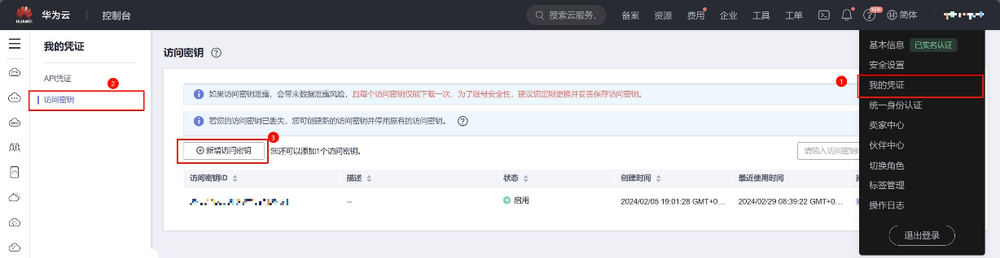 HUAWEI 华为云 控制台 搜索云服务、 备案 资源 费用 企业 工具 工单 NEW 简体
我的凭证
API凭证
2
访问密钥
访问密钥
如果访问密钥泄露，会带来数据泄露风险，且每个访问密钥仅能下载一次，为了账号安全性，建议您定期更换并妥善保存访问密钥。
若您的访问密钥已丢失，您可创建新的访问密钥并停用原有的访问密钥。
3
新增访问密钥 您还可以添加1个访问密钥。 请输入访问密钥
访问密钥ID 描述 状态 创建时间 最近使用时间
-- 启用 2024/02/05 19:01:28 GMT+0... 2024/02/29 08:39:22 GMT+0...
基本信息 已实名认证
安全设置
1
我的凭证
统一身份认证
卖家中心
伙伴中心
切换角色
标签管理
操作日志
退出登录